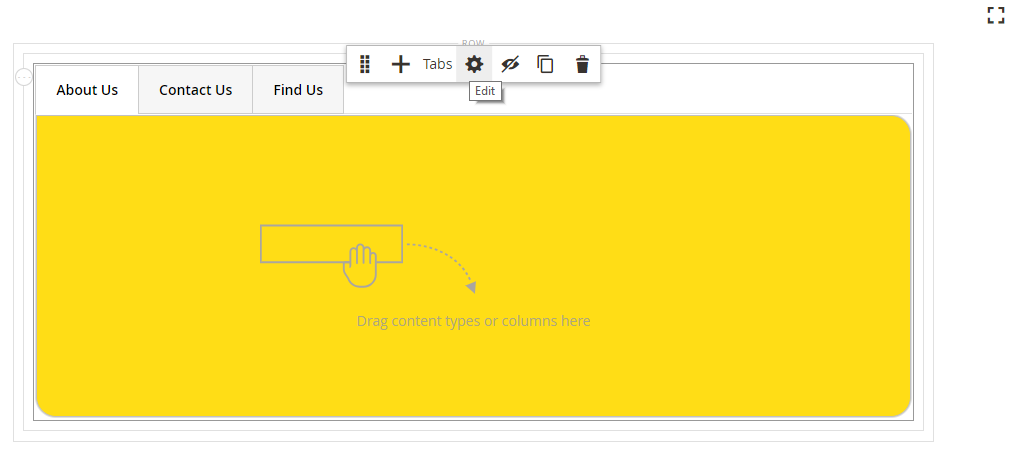 ROW
Tabs
Edit
About Us
Contact Us
Find Us
Drag content types or columns here